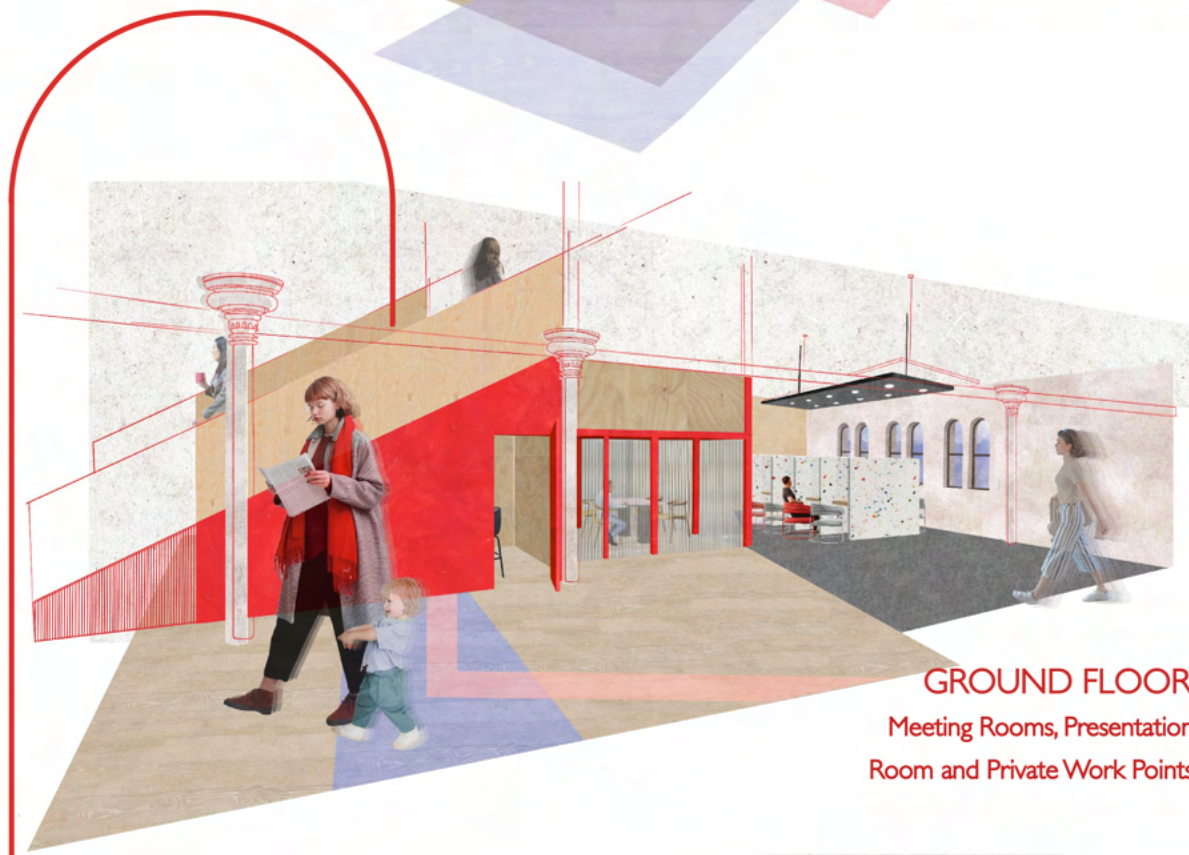 GROUND FLOOR
Meeting Rooms, Presentation
Room and Private Work Points